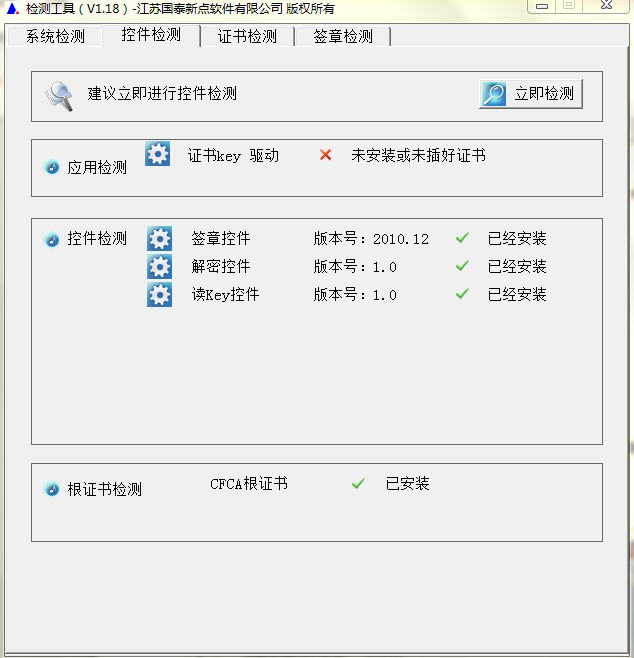 检测工具（V1.18）-江苏国泰新点软件有限公司 版权所有
系统检测 控件检测 证书检测 签章检测
建议立即进行控件检测 立即检测
应用检测 证书key 驱动 未安装或未插好证书
控件检测 签章控件 版本号：2010.12 已经安装
解密控件 版本号：1.0 已经安装
读Key控件 版本号：1.0 已经安装
根证书检测 CFCA根证书 已安装